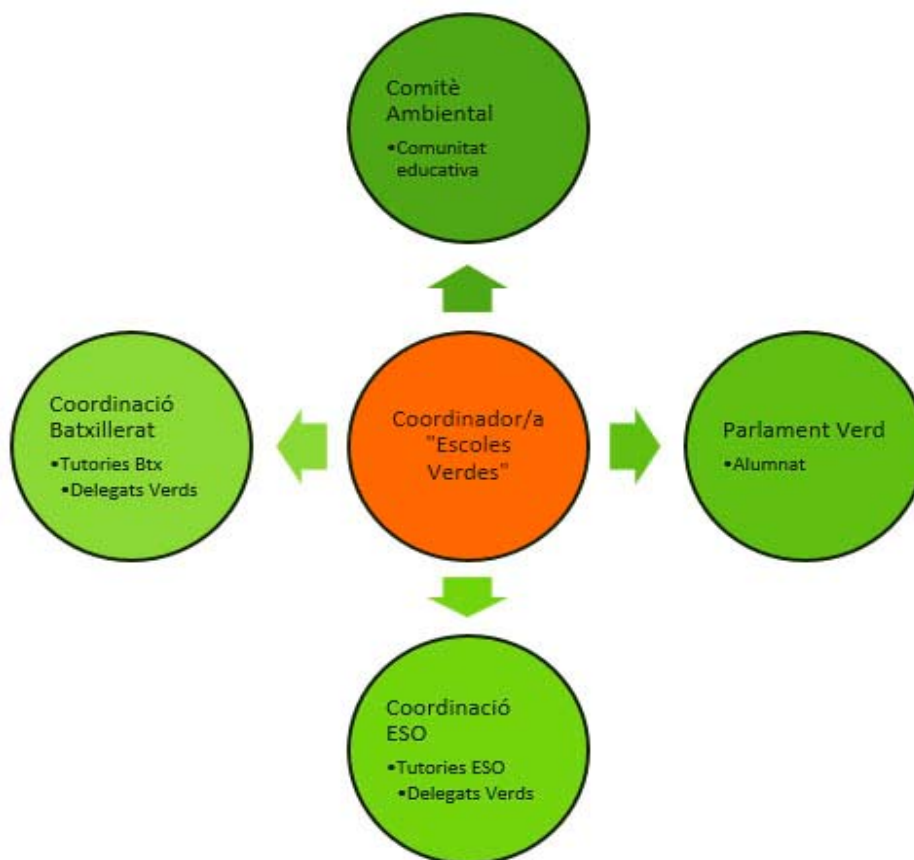 Comitè
Ambiental
•Comunitat
educativa
Coordinació
Batxillerat
•Tutories Btx
•Delegats Verds
Coordinador/a
"Escoles
Verdes"
Parlament Verd
•Alumnat
Coordinació
ESO
•Tutories ESO
•Delegats Verds